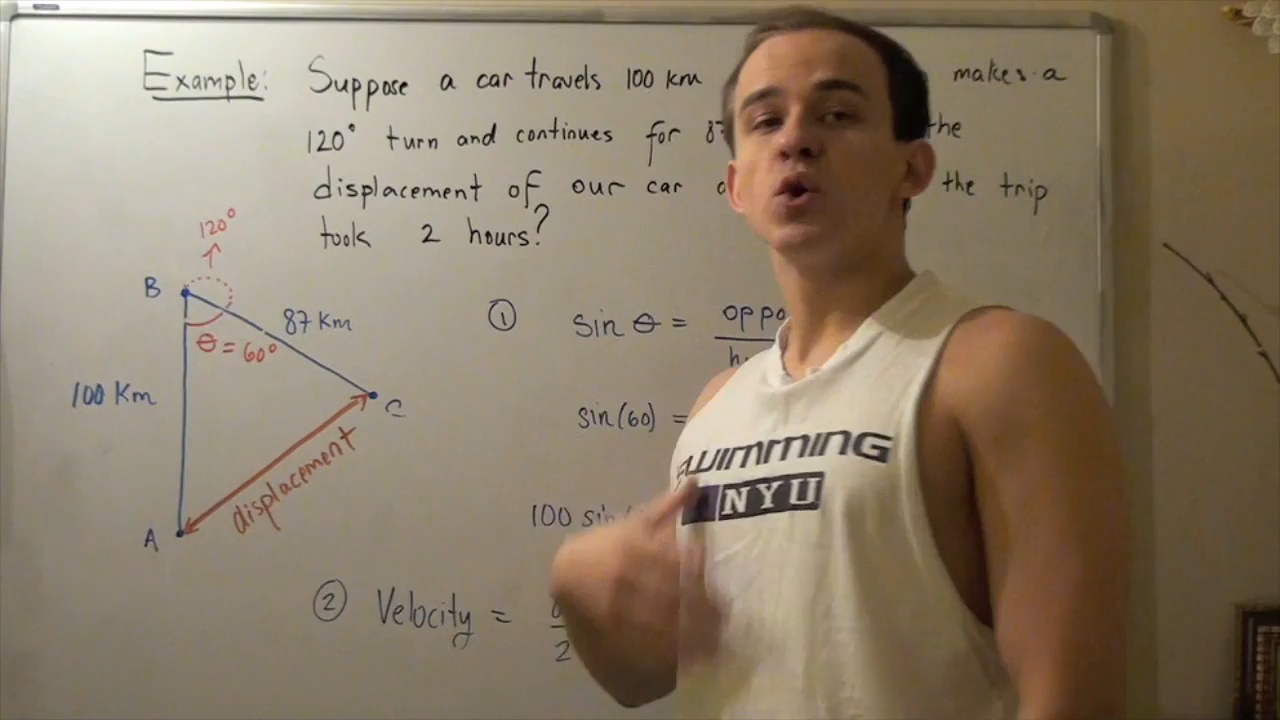 Example: Suppose a car travels 100 km makes a
120° turn and continues for 87 the
displacement of our car the trip
took 2 hours?
120°
B
87 Km
θ = 60°
100 Km
C
displacement
A
① sin θ = oppo
sin(60) =
100 sin
② Velocity =
2
SWIMMING
NYU